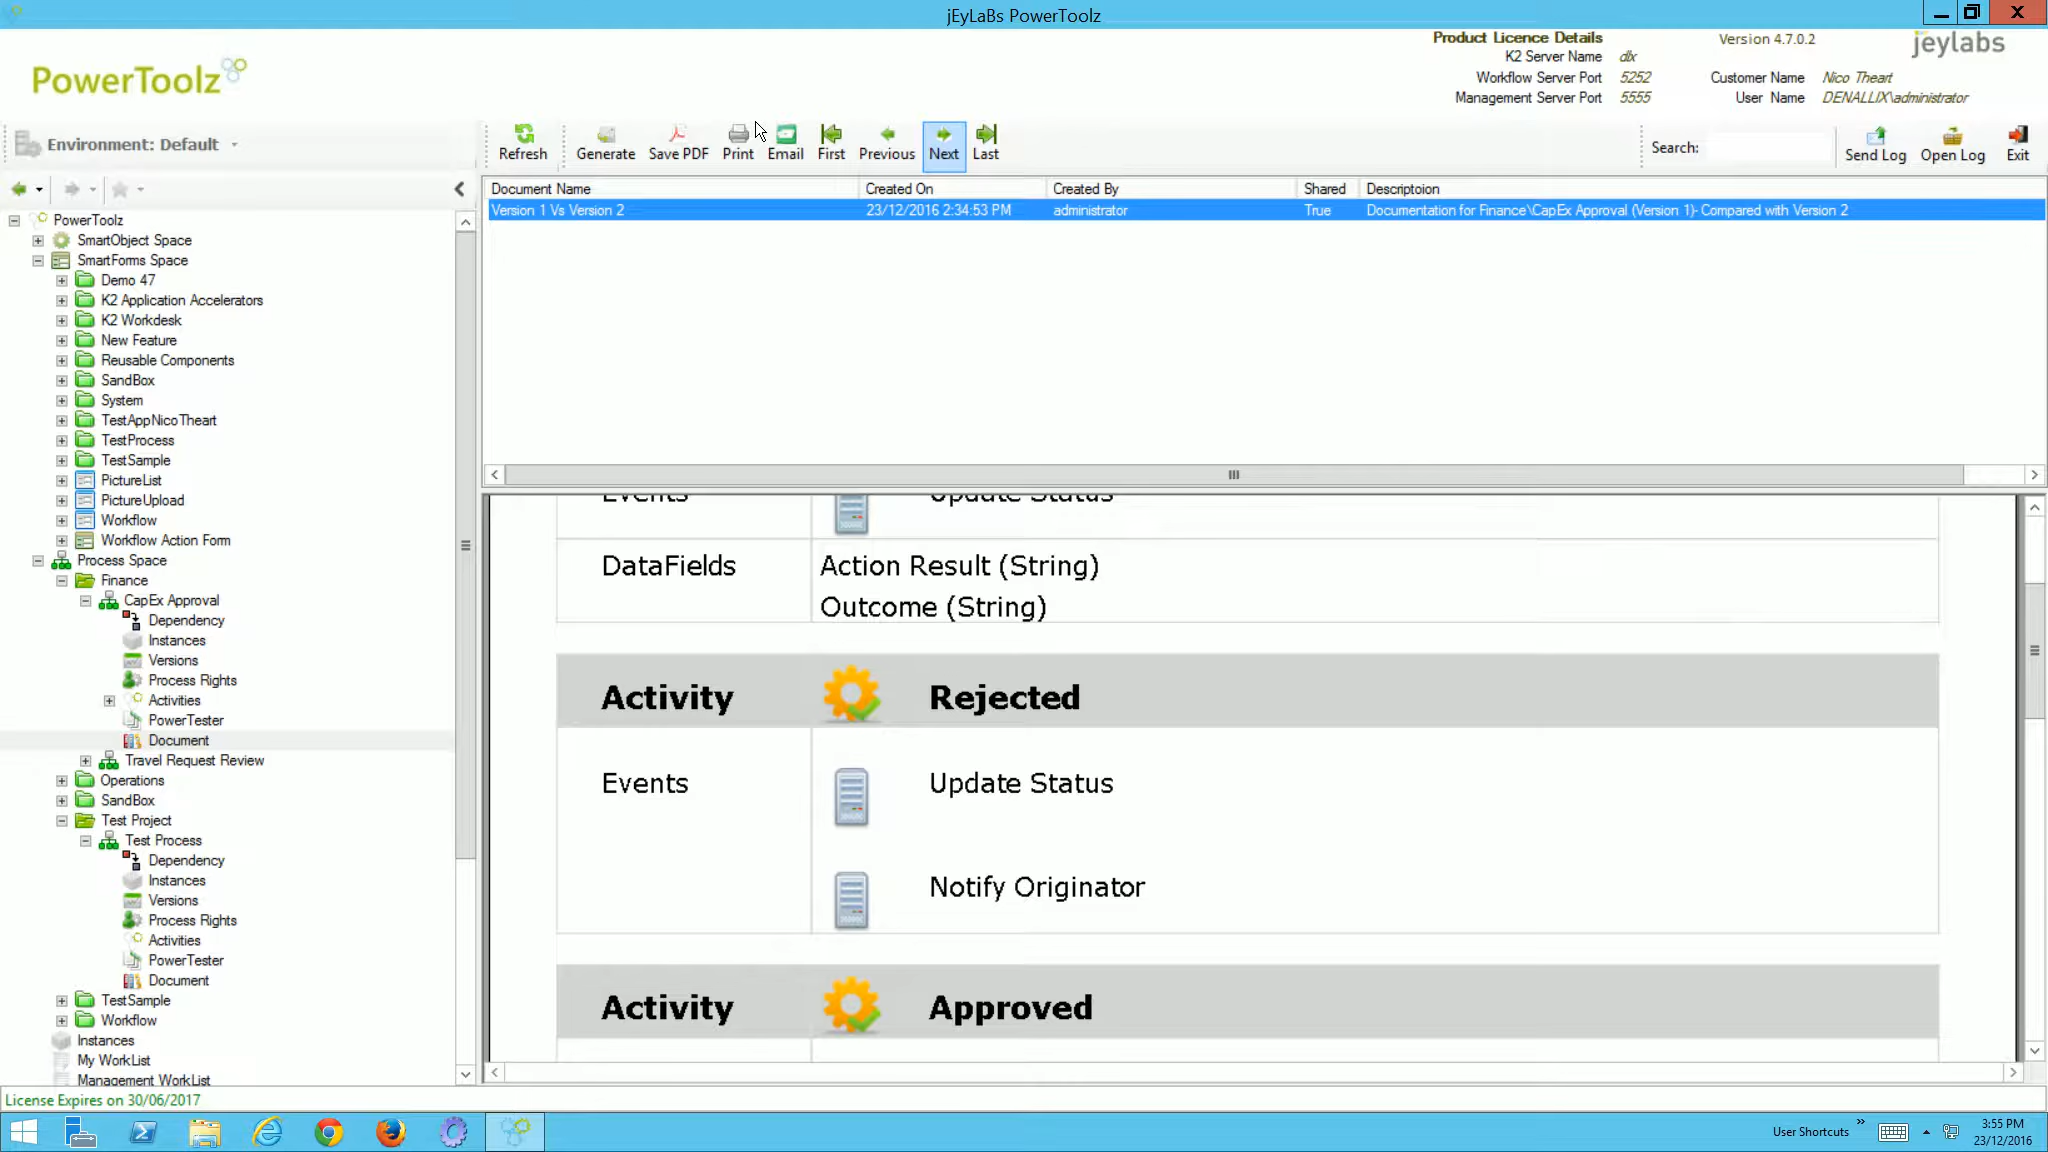 jEyLaBs PowerToolz
PowerToolz
Product Licence Details
Version 4.7.0.2
jeylabs
K2 Server Name dlx
Workflow Server Port 5252
Customer Name Nico Theart
Management Server Port 5555
User Name DENALLIX\administrator
Environment: Default
Refresh
Generate
Save PDF
Print
Email
First
Previous
Next
Last
Search:
Send Log
Open Log
Exit
Document Name Created On Created By Shared Descriptoion
Version 1 Vs Version 2 23/12/2016 2:34:53 PM administrator True Documentation for Finance\CapEx Approval (Version 1)- Compared with Version 2
PowerToolz
SmartObject Space
SmartForms Space
Demo 47
K2 Application Accelerators
K2 Workdesk
New Feature
Reusable Components
SandBox
System
TestAppNicoTheart
TestProcess
TestSample
PictureList
PictureUpload
Workflow
Workflow Action Form
Process Space
Finance
CapEx Approval
Dependency
Instances
Versions
Process Rights
Activities
PowerTester
Document
Travel Request Review
Operations
SandBox
Test Project
Test Process
Dependency
Instances
Versions
Process Rights
Activities
PowerTester
Document
TestSample
Workflow
Instances
My WorkList
Management WorkList
Events Update Status
DataFields Action Result (String)
Outcome (String)
Activity Rejected
Events Update Status
Notify Originator
Activity Approved
License Expires on 30/06/2017
User Shortcuts
3:55 PM
23/12/2016